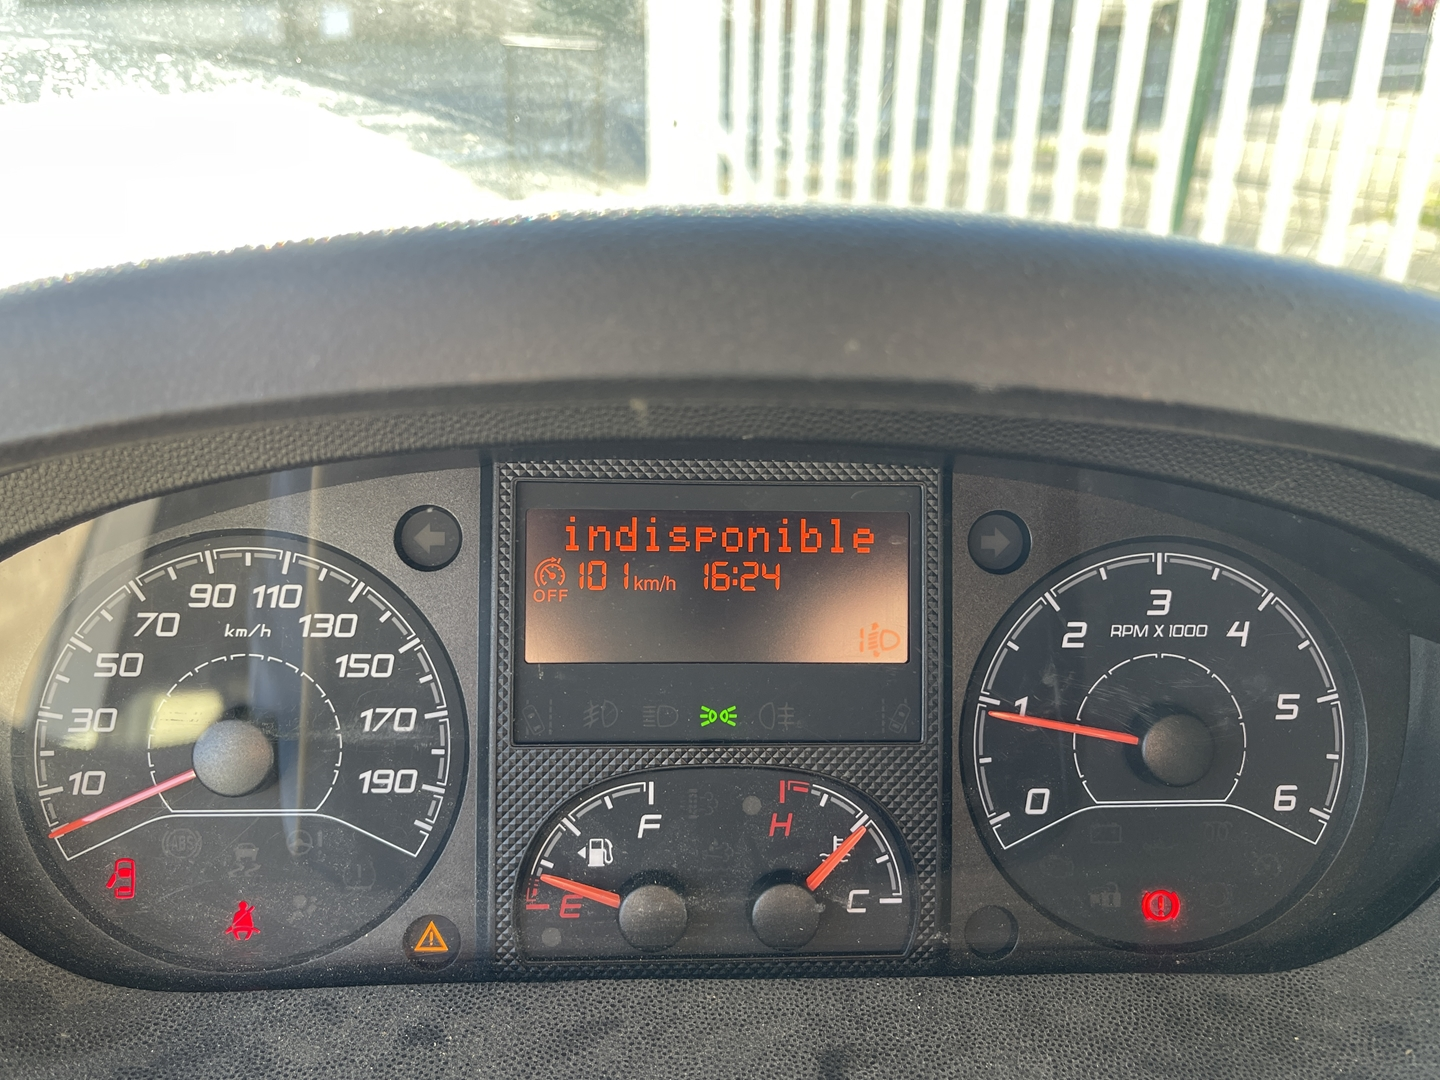 indisponible
OFF 101 km/h 16:24
10 30 50 70 90 110 130 150 170 190
km/h
0 1 2 3 4 5 6
RPM X 1000
F
E
H
C
ABS